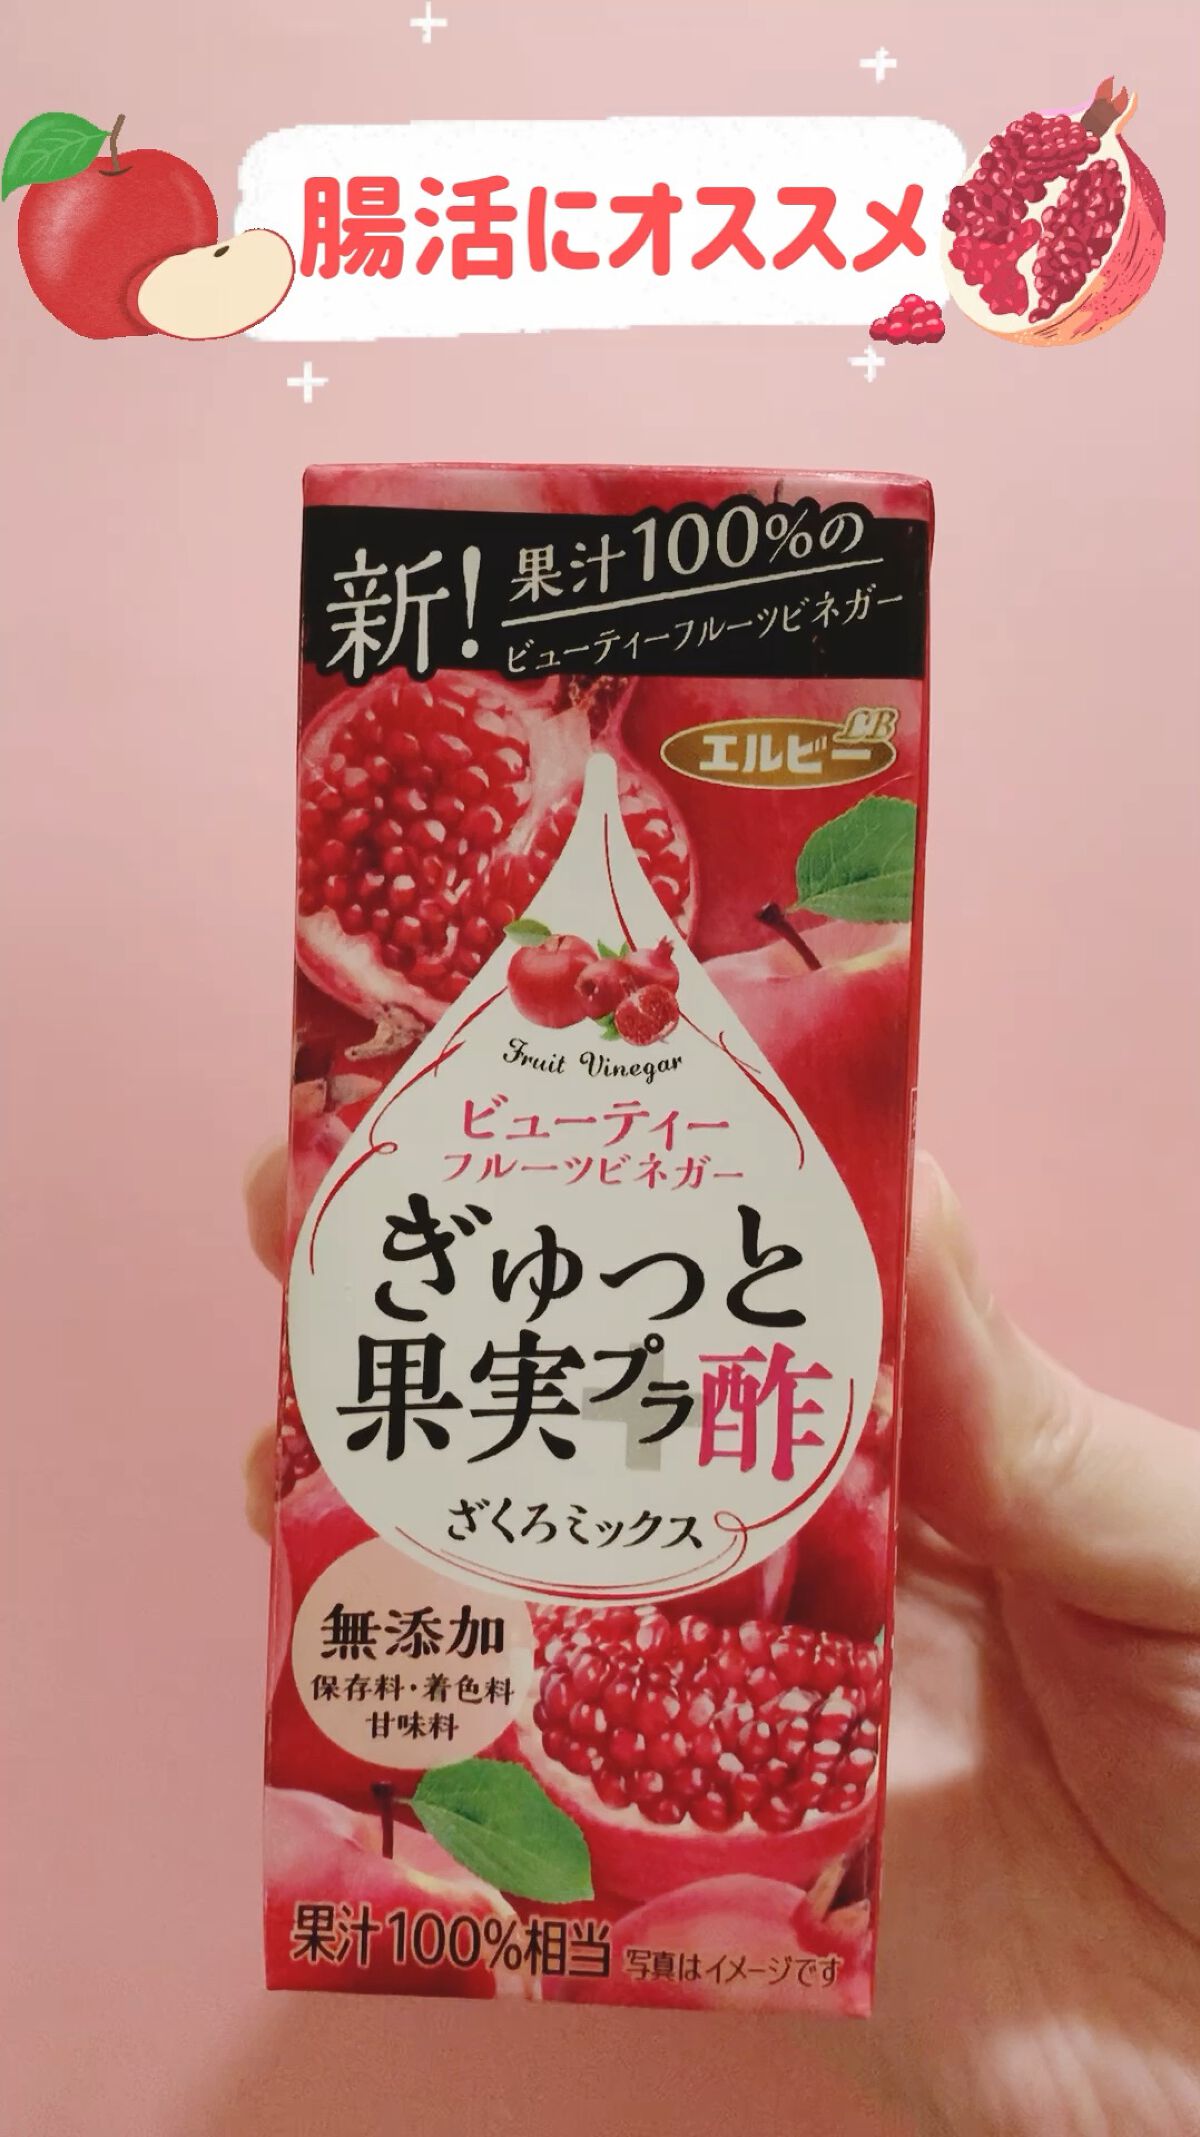 腸活にオススメ
新!
果汁100%の
ビューティーフルーツビネガー
LB
エルビー
Fruit Vinegar
ビューティー
フルーツビネガー
ぎゅっと
果実プラ酢
ざくろミックス
無添加
保存料・着色料
甘味料
果汁100%相当 写真はイメージです